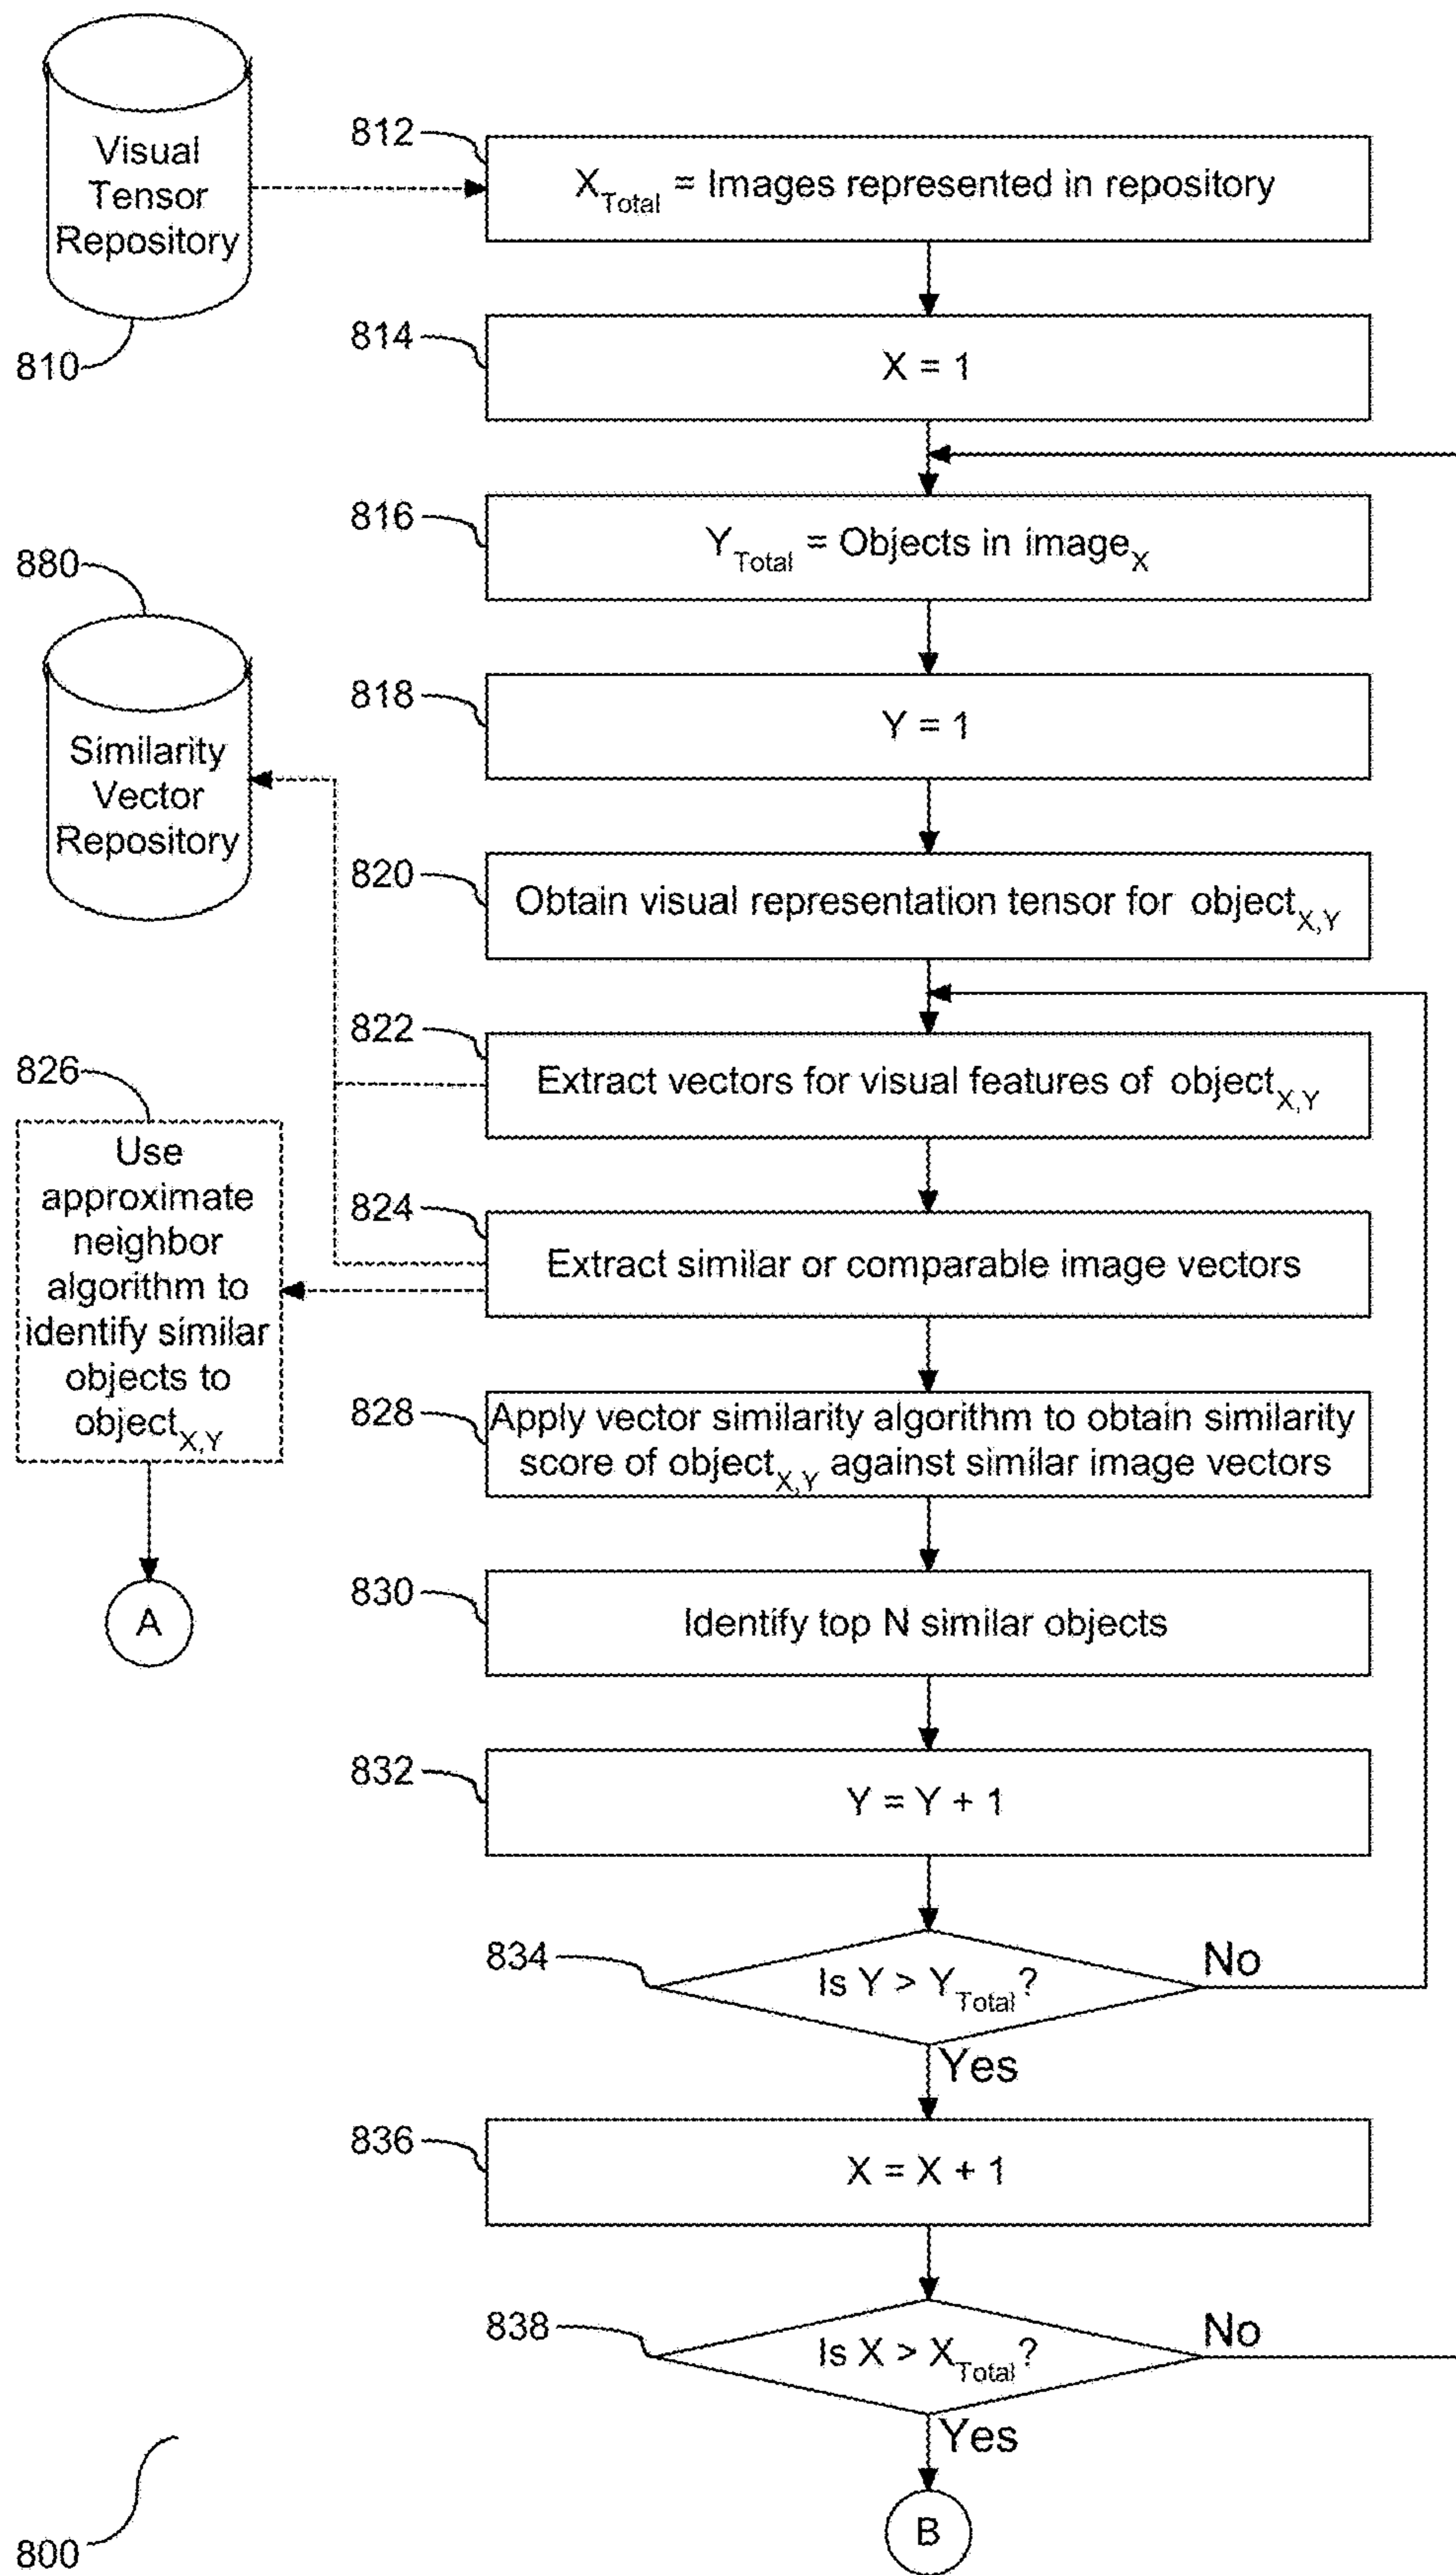 Visual
Tensor
Repository
810
812
X_Total = Images represented in repository
814
X = 1
816
Y_Total = Objects in image_X
880
Similarity
Vector
Repository
818
Y = 1
820
Obtain visual representation tensor for object_X,Y
822
Extract vectors for visual features of object_X,Y
826
Use
approximate
neighbor
algorithm to
identify similar
objects to
object_X,Y
A
824
Extract similar or comparable image vectors
828
Apply vector similarity algorithm to obtain similarity
score of object_X,Y against similar image vectors
830
Identify top N similar objects
832
Y = Y + 1
834
Is Y > Y_Total?
No
Yes
836
X = X + 1
838
Is X > X_Total?
No
Yes
B
800